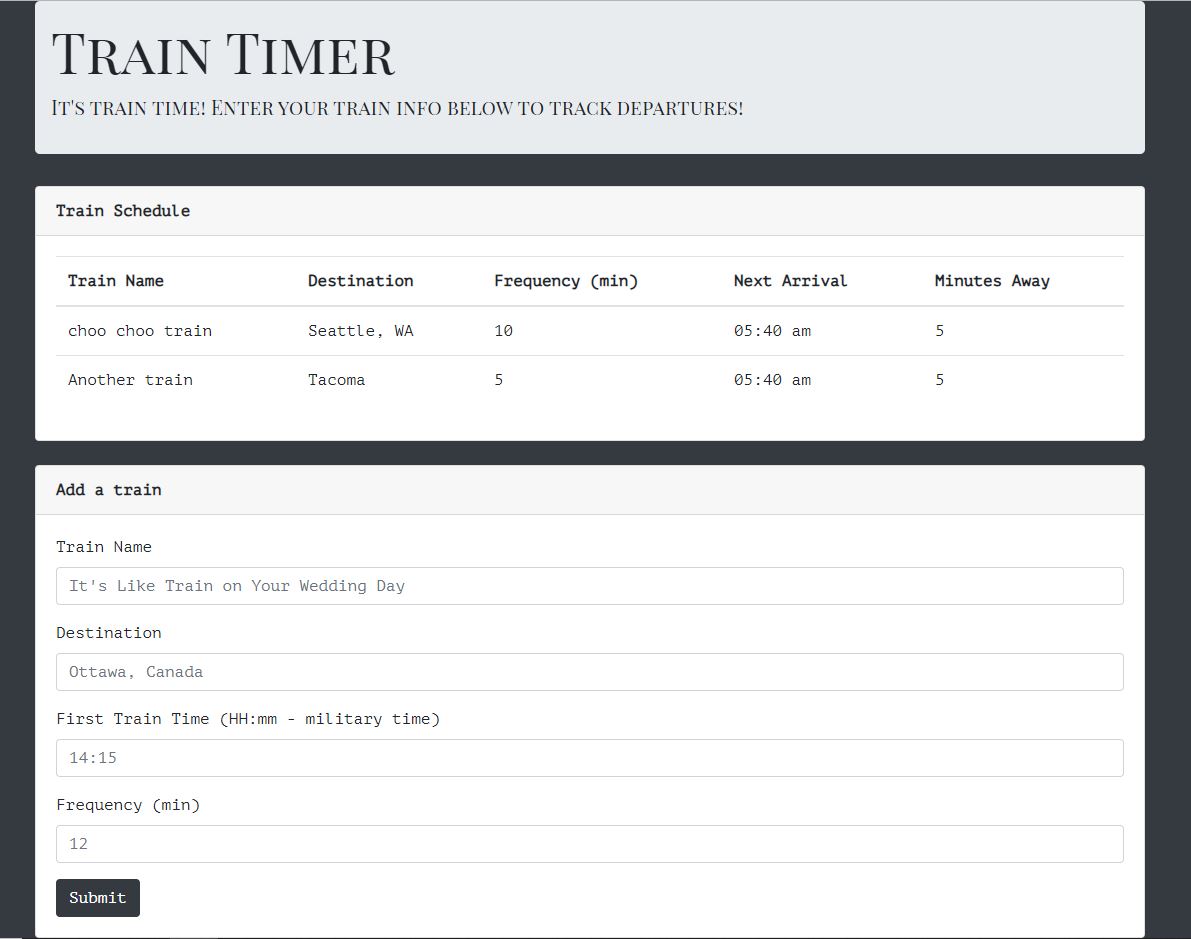 Train Timer
It's train time! Enter your train info below to track departures!
Train Schedule
Train Name Destination Frequency (min) Next Arrival Minutes Away
choo choo train Seattle, WA 10 05:40 am 5
Another train Tacoma 5 05:40 am 5
Add a train
Train Name
It's Like Train on Your Wedding Day
Destination
Ottawa, Canada
First Train Time (HH:mm - military time)
14:15
Frequency (min)
12
Submit